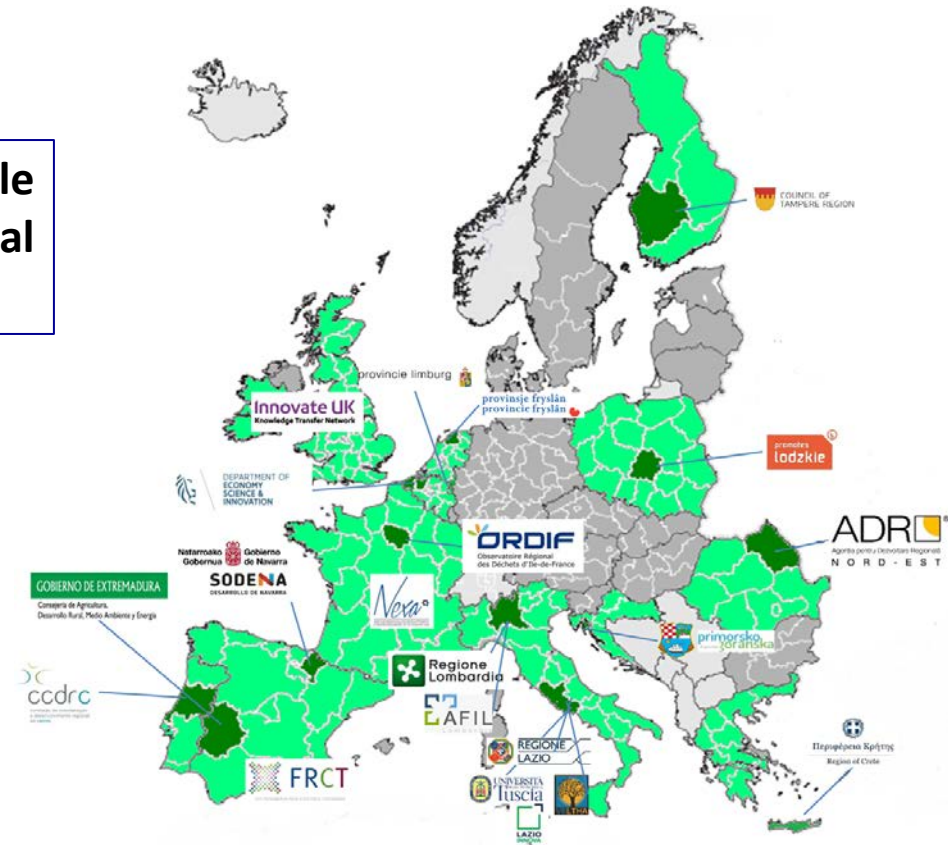 le
al
COUNCIL OF
TAMPERE REGION
provincie limburg
provinsje fryslân
provincie fryslân
Innovate UK
Knowledge Transfer Network
promotes
lodzkie
DEPARTMENT OF
ECONOMY
SCIENCE &
INNOVATION
ORDIF
Observatoire Régional
des Déchets d'Ile-de-France
ADR
Agenția pentru Dezvoltare Regională
NORD-EST
Nafarroako Gobernua
Gobierno de Navarra
SODENA
DESARROLLO DE NAVARRA
GOBIERNO DE EXTREMADURA
Consejería de Agricultura,
Desarrollo Rural, Medio Ambiente y Energía
Nexa
primorsko
goranska
Regione
Lombardia
ccdrc
AFIL
REGIONE
LAZIO
Περιφέρεια Κρήτης
Region of Crete
FRCT
UNIVERSITÀ
Tuscia
LAZIO
INNOVA